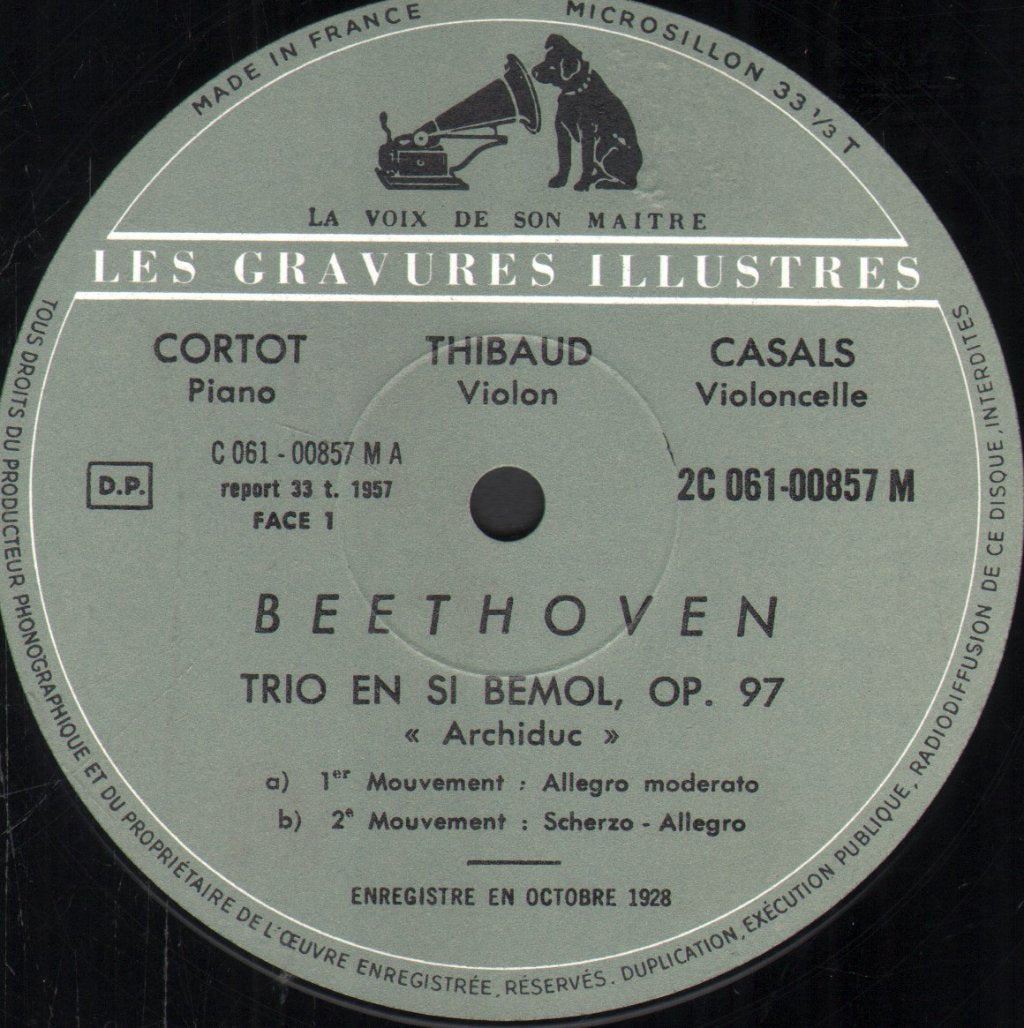 MADE IN FRANCE
MICROSILLON 33 1/3 T
LA VOIX DE SON MAITRE
LES GRAVURES ILLUSTRES
CORTOT THIBAUD CASALS
Piano Violon Violoncelle
C 061 - 00857 M A
D.P.
report 33 t. 1957
2C 061-00857 M
FACE 1
BEETHOVEN
TRIO EN SI BEMOL, OP. 97
« Archiduc »
a) 1er Mouvement : Allegro moderato
b) 2e Mouvement : Scherzo - Allegro
ENREGISTRE EN OCTOBRE 1928
TOUS DROITS DU PRODUCTEUR PHONOGRAPHIQUE ET DU PROPRIÉTAIRE DE L'ŒUVRE ENREGISTRÉE, RÉSERVÉS. DUPLICATION, EXÉCUTION PUBLIQUE, RADIODIFFUSION DE CE DISQUE, INTERDITES